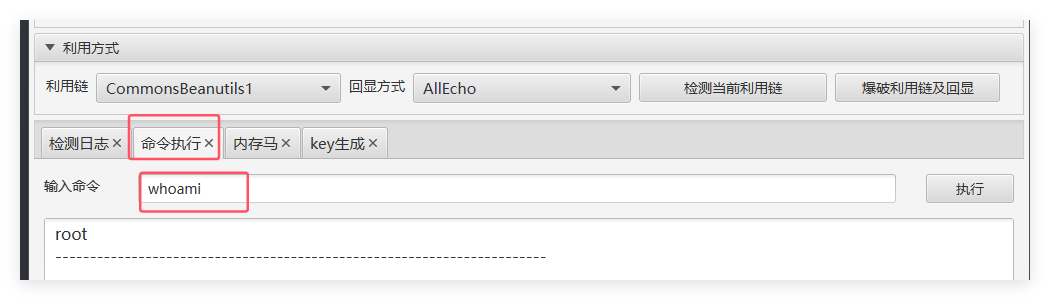 利用方式
利用链 CommonsBeanutils1 回显方式 AllEcho 检测当前利用链 爆破利用链及回显
检测日志 命令执行 内存马 key生成
输入命令 whoami 执行
root
----------------------------------------------------------------------